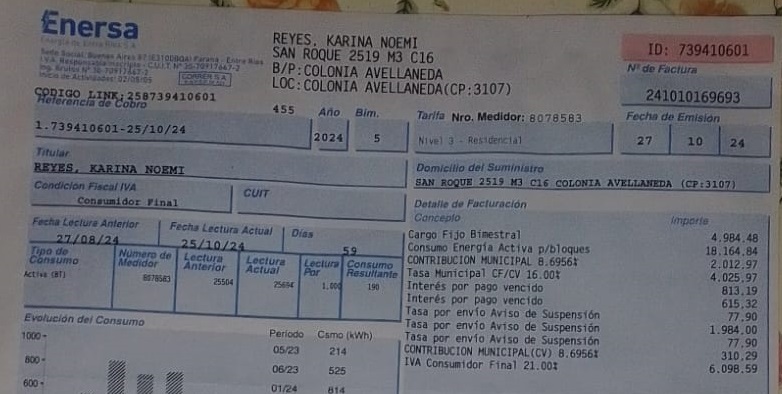 Enersa
Energía de Entre Ríos S.A.
REYES, KARINA NOEMI
SAN ROQUE 2519 M3 C16
B/P:COLONIA AVELLANEDA
LOC:COLONIA AVELLANEDA(CP:3107)
ID: 739410601
Nº de Factura
241010169693
CODIGO LINK:258739410601
Referencia de Cobro
455
Año
Bim.
1.739410601-25/10/24
2024
5
Tarifa Nro. Medidor: 8078583
Nivel 3 - Residencial
Fecha de Emisión
27 10 24
Titular
REYES, KARINA NOEMI
Domicilio del Suministro
SAN ROQUE 2519 M3 C16 COLONIA AVELLANEDA (CP:3107)
Condición Fiscal IVA
Consumidor Final
CUIT
Fecha Lectura Anterior
27/08/24
Fecha Lectura Actual
25/10/24
Días
59
Tipo de Consumo
Número de Medidor
Lectura Anterior
Lectura Actual
Lectura Por
Consumo Resultante
Activa (BT) 8078583 25504 25694 1.000 190
Detalle de Facturación
Concepto Importe
Cargo Fijo Bimestral 4.984,48
Consumo Energía Activa p/bloques 18.164,84
CONTRIBUCION MUNICIPAL 8.6956% 2.012,97
Tasa Municipal CF/CV 16.00% 4.025,97
Interés por pago vencido 813,19
Interés por pago vencido 615,32
Tasa por envío Aviso de Suspensión 77,90
Tasa por envío Aviso de Suspensión 1.984,00
Tasa por envío Aviso de Suspensión 77,90
CONTRIBUCION MUNICIPAL(CV) 8.6956% 310,29
IVA Consumidor Final 21.00% 6.098,59
Evolución del Consumo
1000
800
600
Período Csmo (kWh)
05/23 214
06/23 525
01/24 814